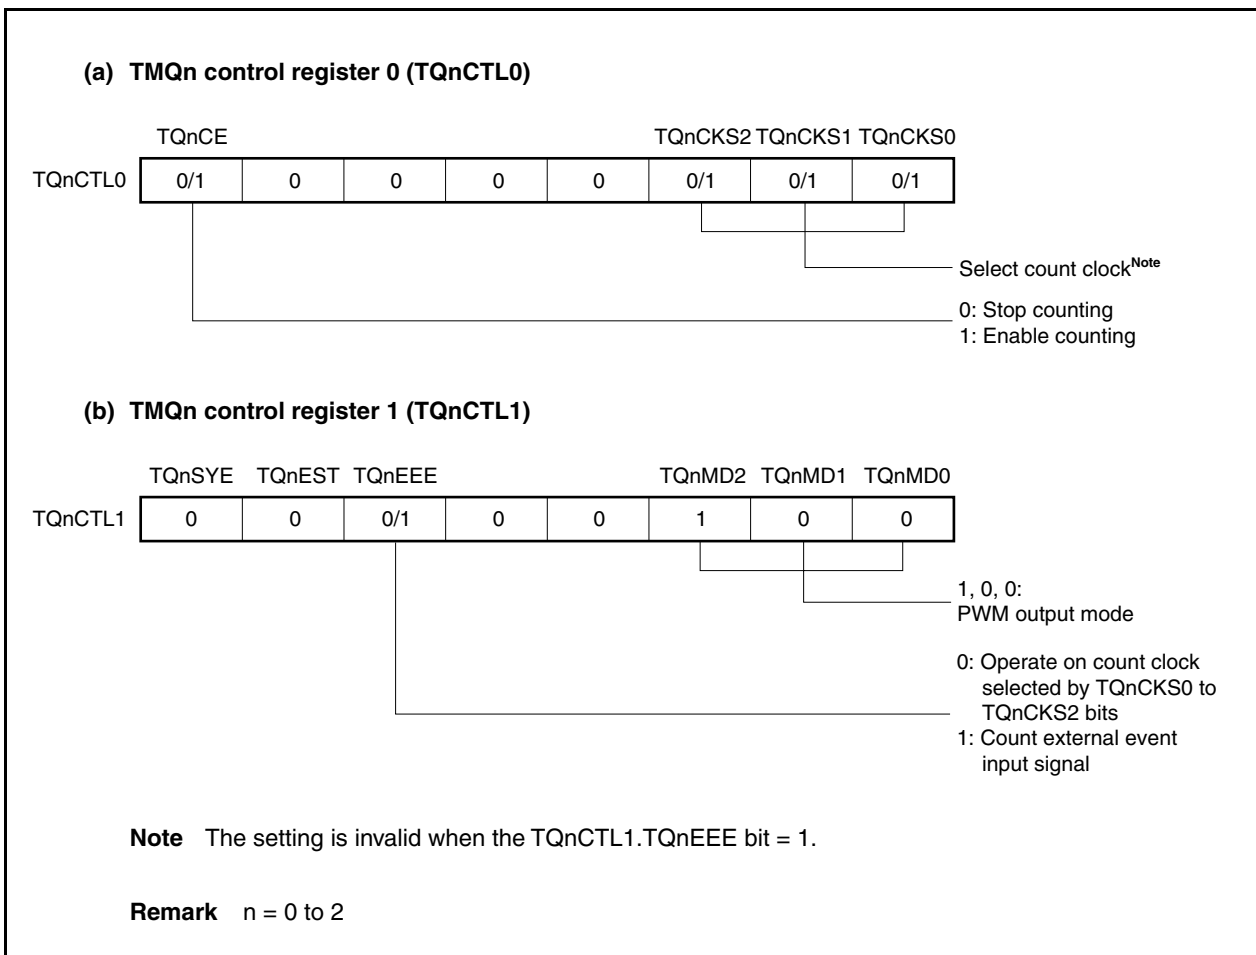 (a) TMQn control register 0 (TQnCTL0)
TQnCE TQnCKS2 TQnCKS1 TQnCKS0
TQnCTL0 0/1 0 0 0 0 0/1 0/1 0/1
Select count clockNote
0: Stop counting
1: Enable counting
(b) TMQn control register 1 (TQnCTL1)
TQnSYE TQnEST TQnEEE TQnMD2 TQnMD1 TQnMD0
TQnCTL1 0 0 0/1 0 0 1 0 0
1, 0, 0:
PWM output mode
0: Operate on count clock
selected by TQnCKS0 to
TQnCKS2 bits
1: Count external event
input signal
Note The setting is invalid when the TQnCTL1.TQnEEE bit = 1.
Remark n = 0 to 2